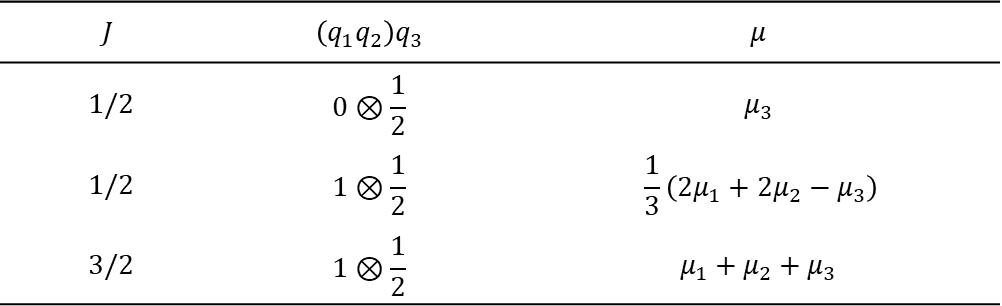 J (q₁q₂)q₃ μ
1/2 0 ⊗ 1/2 μ₃
1/2 1 ⊗ 1/2 1/3 (2μ₁ + 2μ₂ − μ₃)
3/2 1 ⊗ 1/2 μ₁ + μ₂ + μ₃